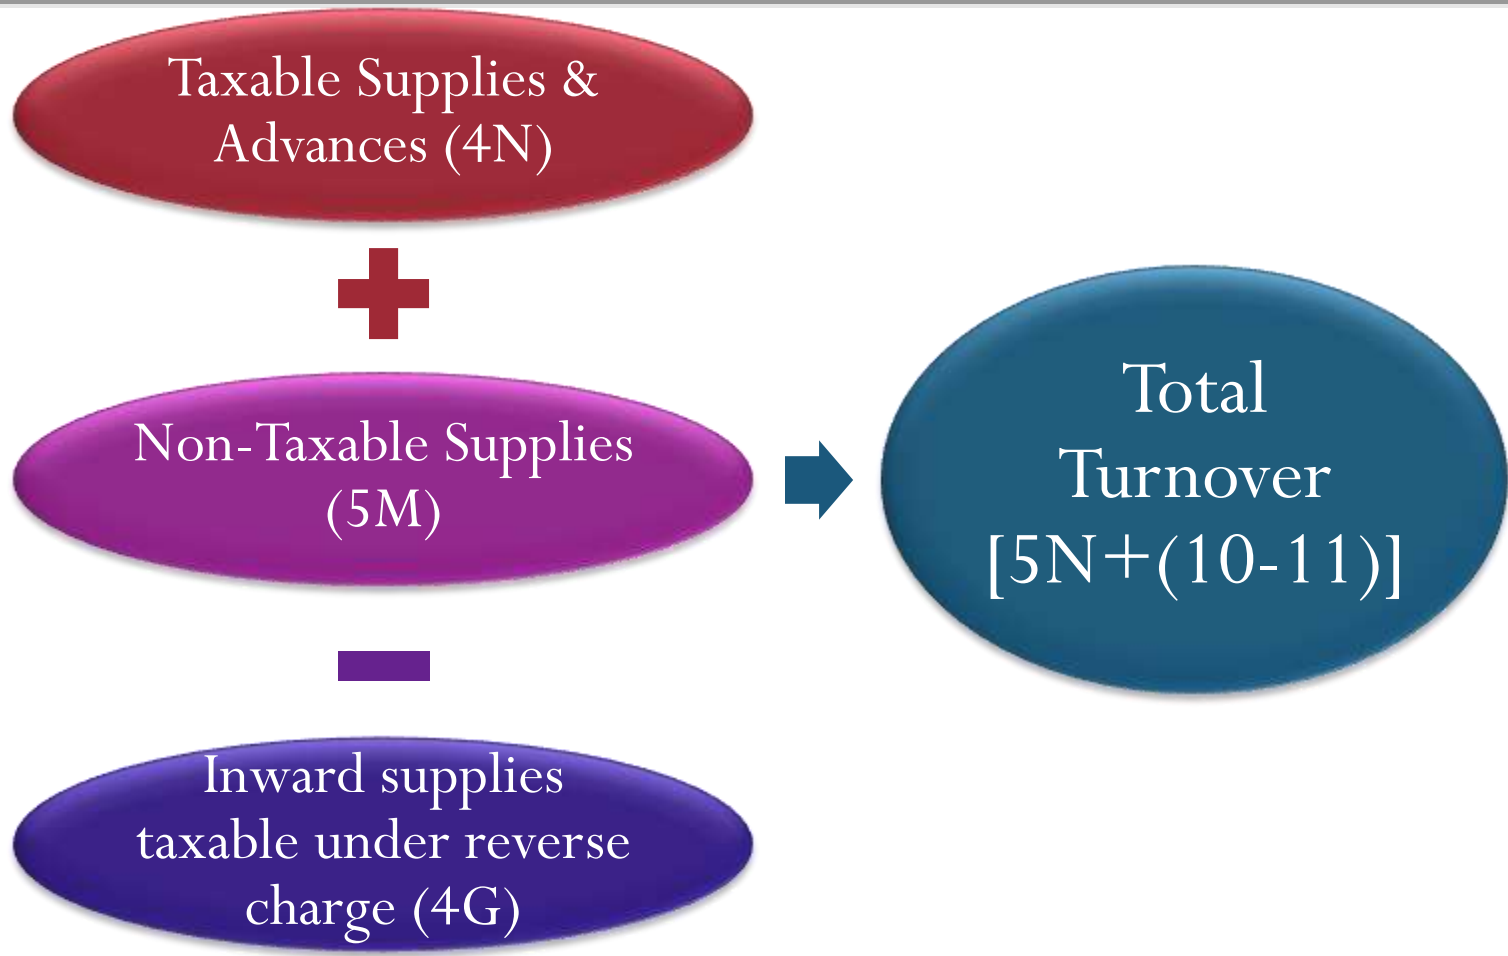 Taxable Supplies &
Advances (4N)
Non-Taxable Supplies
(5M)
Inward supplies
taxable under reverse
charge (4G)
Total
Turnover
[5N+(10-11)]